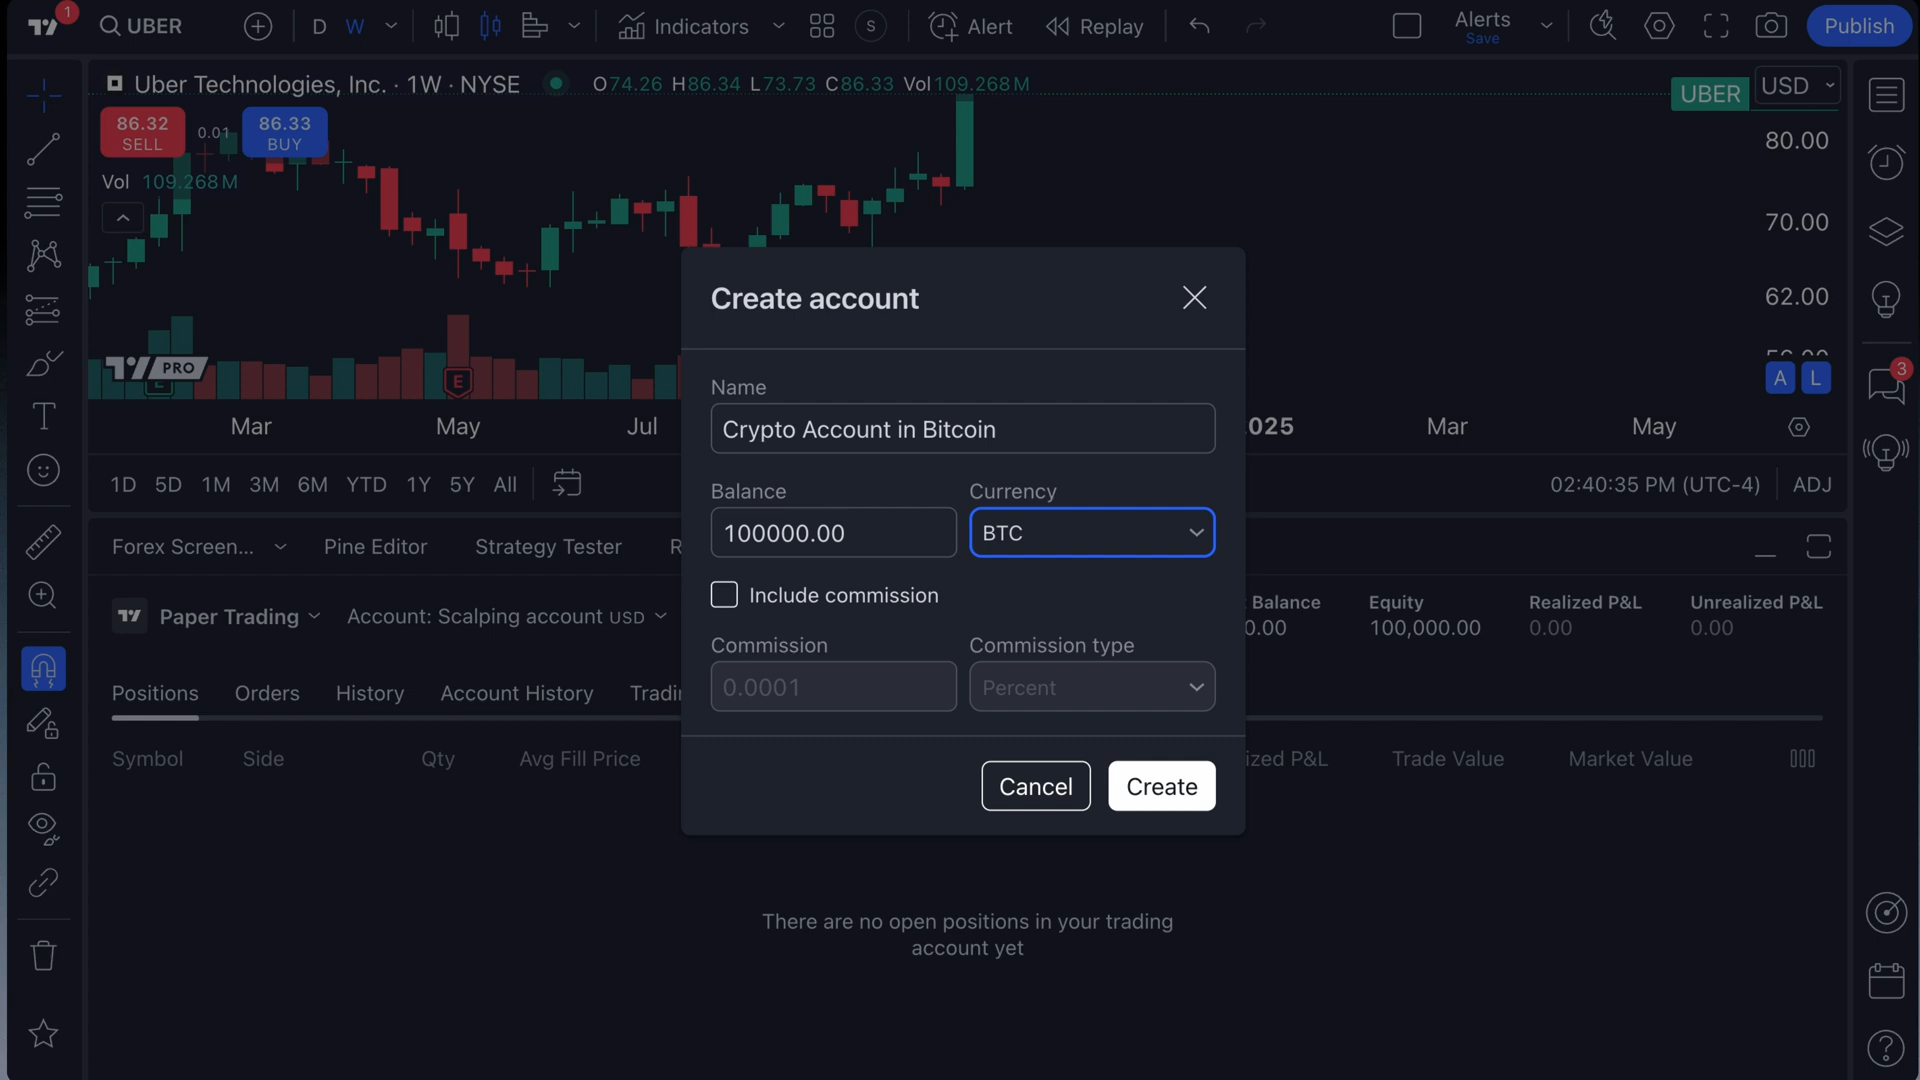 1
UBER
D W
Indicators
S
Alert
Replay
Alerts
Save
Publish
Uber Technologies, Inc. · 1W · NYSE
O74.26 H86.34 L73.73 C86.33 Vol109.268M
UBER
USD
86.32
SELL
0.01
86.33
BUY
Vol 109.268M
80.00
70.00
62.00
PRO
E
E
A L
3
Mar May Jul 025 Mar May
1D 5D 1M 3M 6M YTD 1Y 5Y All
02:40:35 PM (UTC-4) ADJ
Forex Screen... Pine Editor Strategy Tester R
Paper Trading Account: Scalping account USD
Balance Equity Realized P&L Unrealized P&L
0.00 100,000.00 0.00 0.00
Positions Orders History Account History Tradi
Symbol Side Qty Avg Fill Price ized P&L Trade Value Market Value
There are no open positions in your trading
account yet
Create account
Name
Crypto Account in Bitcoin
Balance Currency
100000.00 BTC
Include commission
Commission Commission type
0.0001 Percent
Cancel Create